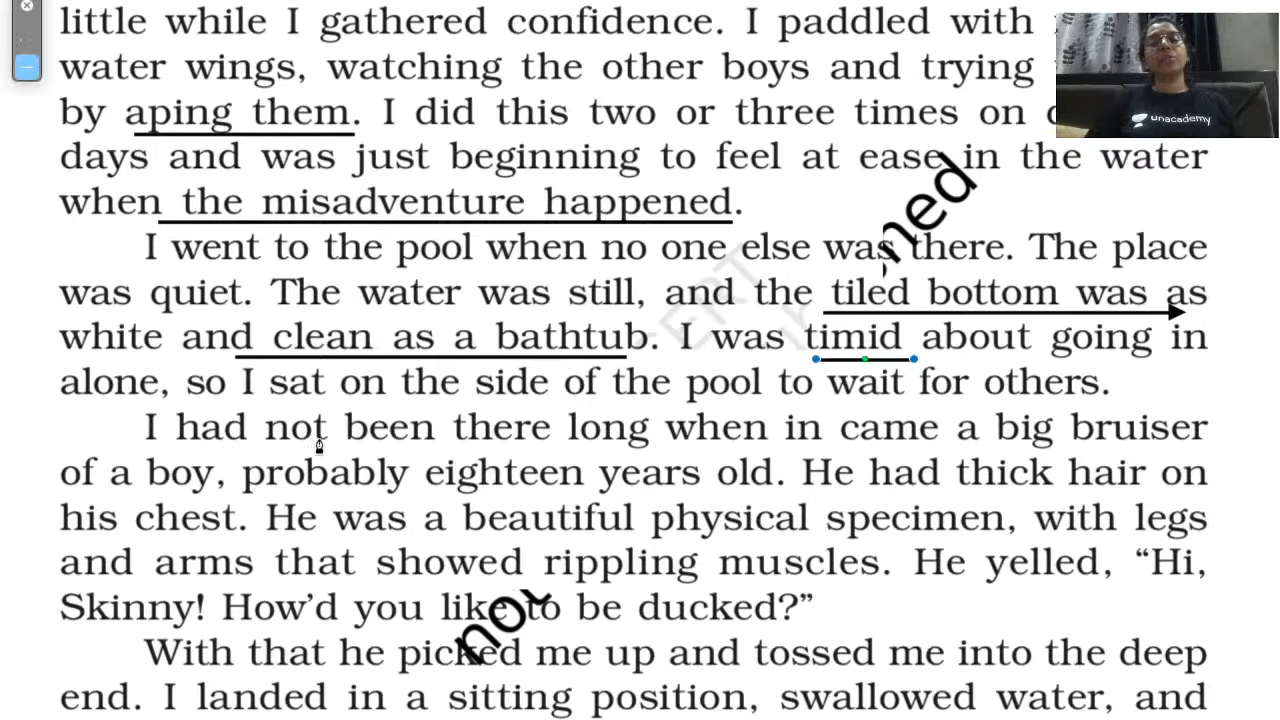 little while I gathered confidence. I paddled with
water wings, watching the other boys and trying
by aping them. I did this two or three times on
days and was just beginning to feel at ease in the water
when the misadventure happened.
I went to the pool when no one else was there. The place
was quiet. The water was still, and the tiled bottom was as
white and clean as a bathtub. I was timid about going in
alone, so I sat on the side of the pool to wait for others.
I had not been there long when in came a big bruiser
of a boy, probably eighteen years old. He had thick hair on
his chest. He was a beautiful physical specimen, with legs
and arms that showed rippling muscles. He yelled, “Hi,
Skinny! How’d you like to be ducked?”
With that he picked me up and tossed me into the deep
end. I landed in a sitting position, swallowed water, and
unacademy
not